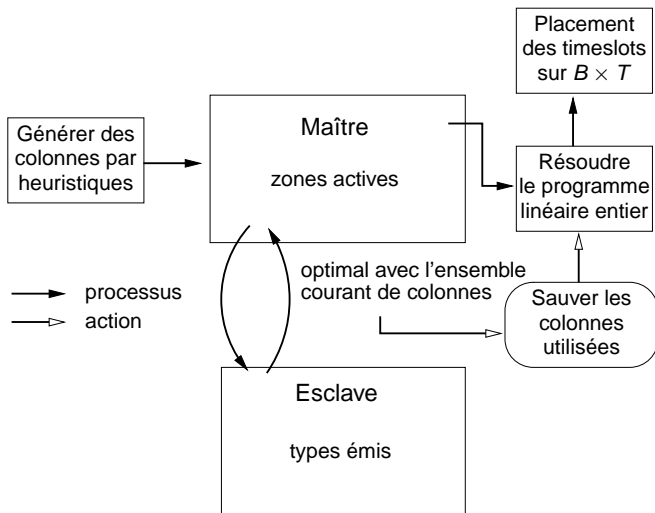 Placement
des timeslots
sur B × T
Générer des
colonnes par
heuristiques
Maître
zones actives
Résoudre
le programme
linéaire entier
optimal avec l'ensemble
courant de colonnes
processus
action
Sauver les
colonnes
utilisées
Esclave
types émis